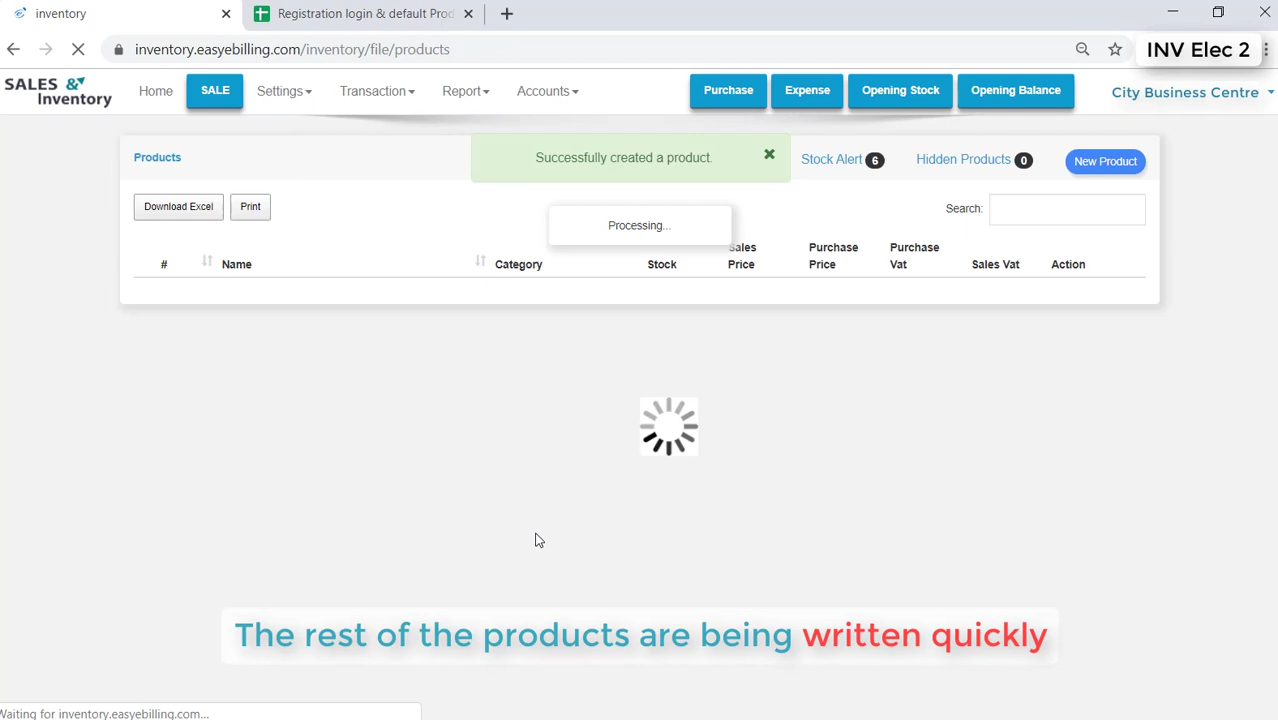 inventory
Registration login & default Prod
inventory.easyebilling.com/inventory/file/products
INV Elec 2
SALES &
Inventory
Home
SALE
Settings
Transaction
Report
Accounts
Purchase
Expense
Opening Stock
Opening Balance
City Business Centre
Products
Successfully created a product.
Stock Alert 6
Hidden Products 0
New Product
Download Excel
Print
Processing...
Search:
#
Name
Category
Stock
Sales
Price
Purchase
Price
Purchase
Vat
Sales Vat
Action
The rest of the products are being written quickly
Waiting for inventory.easyebilling.com...